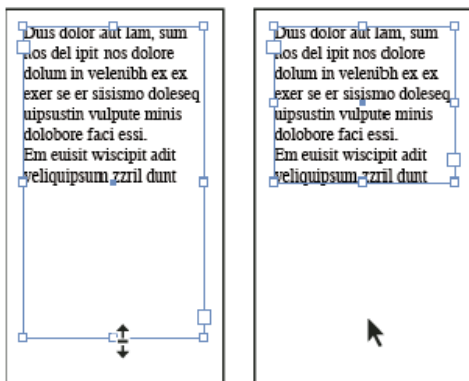 Duis dolor aut lam, sum
nos del ipit nos dolore
dolum in velenibh ex ex
exer se er sisismo doleseq
uipsustin vulpute minis
dolobore faci essi.
Em euisit wiscipit adit
veliquipsum zzril dunt
Duis dolor aut lam, sum
nos del ipit nos dolore
dolum in velenibh ex ex
exer se er sisismo doleseq
uipsustin vulpute minis
dolobore faci essi.
Em euisit wiscipit adit
veliquipsum zzril dunt